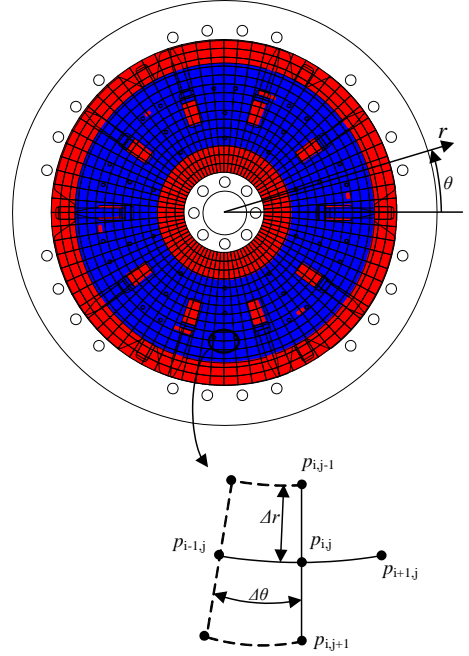 r
θ
p_{i,j-1}
Δr
p_{i-1,j}
p_{i,j}
p_{i+1,j}
Δθ
p_{i,j+1}